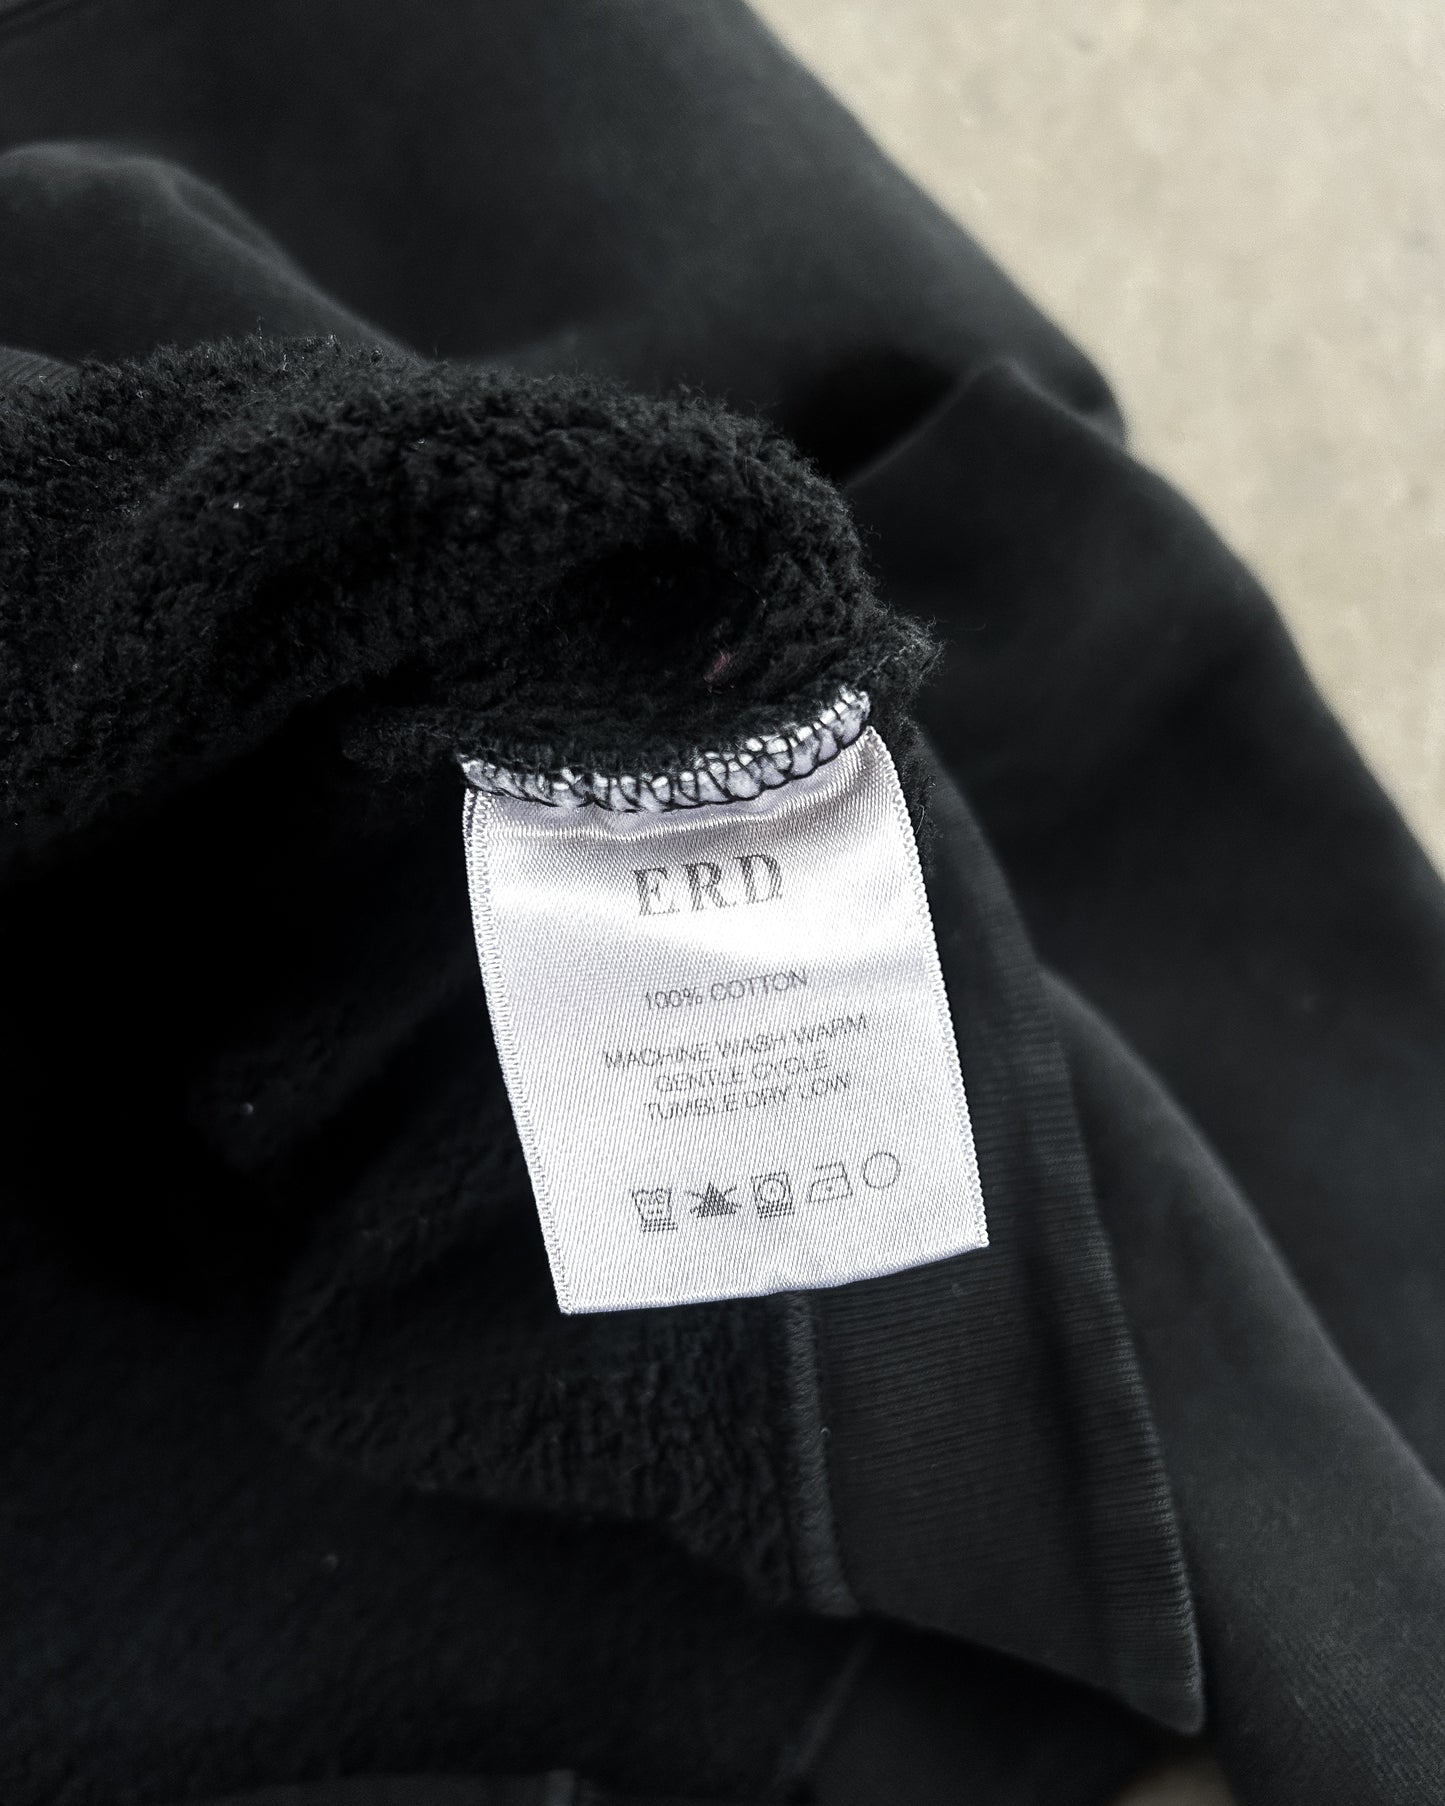 ERD
100% COTTON
MACHINE WASH WARM
GENTLE CYCLE
TUMBLE DRY LOW